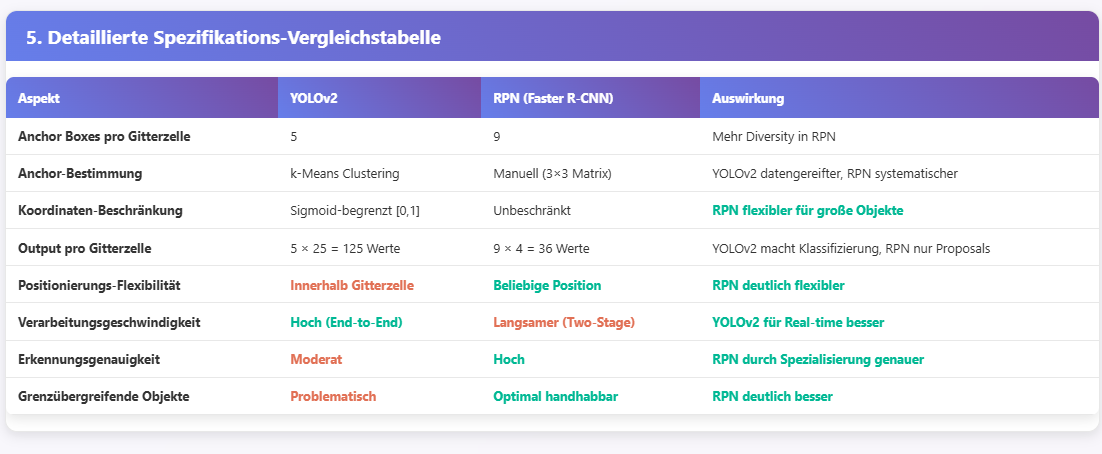 5. Detaillierte Spezifikations-Vergleichstabelle
Aspekt YOLOv2 RPN (Faster R-CNN) Auswirkung
Anchor Boxes pro Gitterzelle 5 9 Mehr Diversity in RPN
Anchor-Bestimmung k-Means Clustering Manuell (3×3 Matrix) YOLOv2 datengereifter, RPN systematischer
Koordinaten-Beschränkung Sigmoid-begrenzt [0,1] Unbeschränkt RPN flexibler für große Objekte
Output pro Gitterzelle 5 × 25 = 125 Werte 9 × 4 = 36 Werte YOLOv2 macht Klassifizierung, RPN nur Proposals
Positionierungs-Flexibilität Innerhalb Gitterzelle Beliebige Position RPN deutlich flexibler
Verarbeitungsgeschwindigkeit Hoch (End-to-End) Langsamer (Two-Stage) YOLOv2 für Real-time besser
Erkennungsgenauigkeit Moderat Hoch RPN durch Spezialisierung genauer
Grenzübergreifende Objekte Problematisch Optimal handhabbar RPN deutlich besser